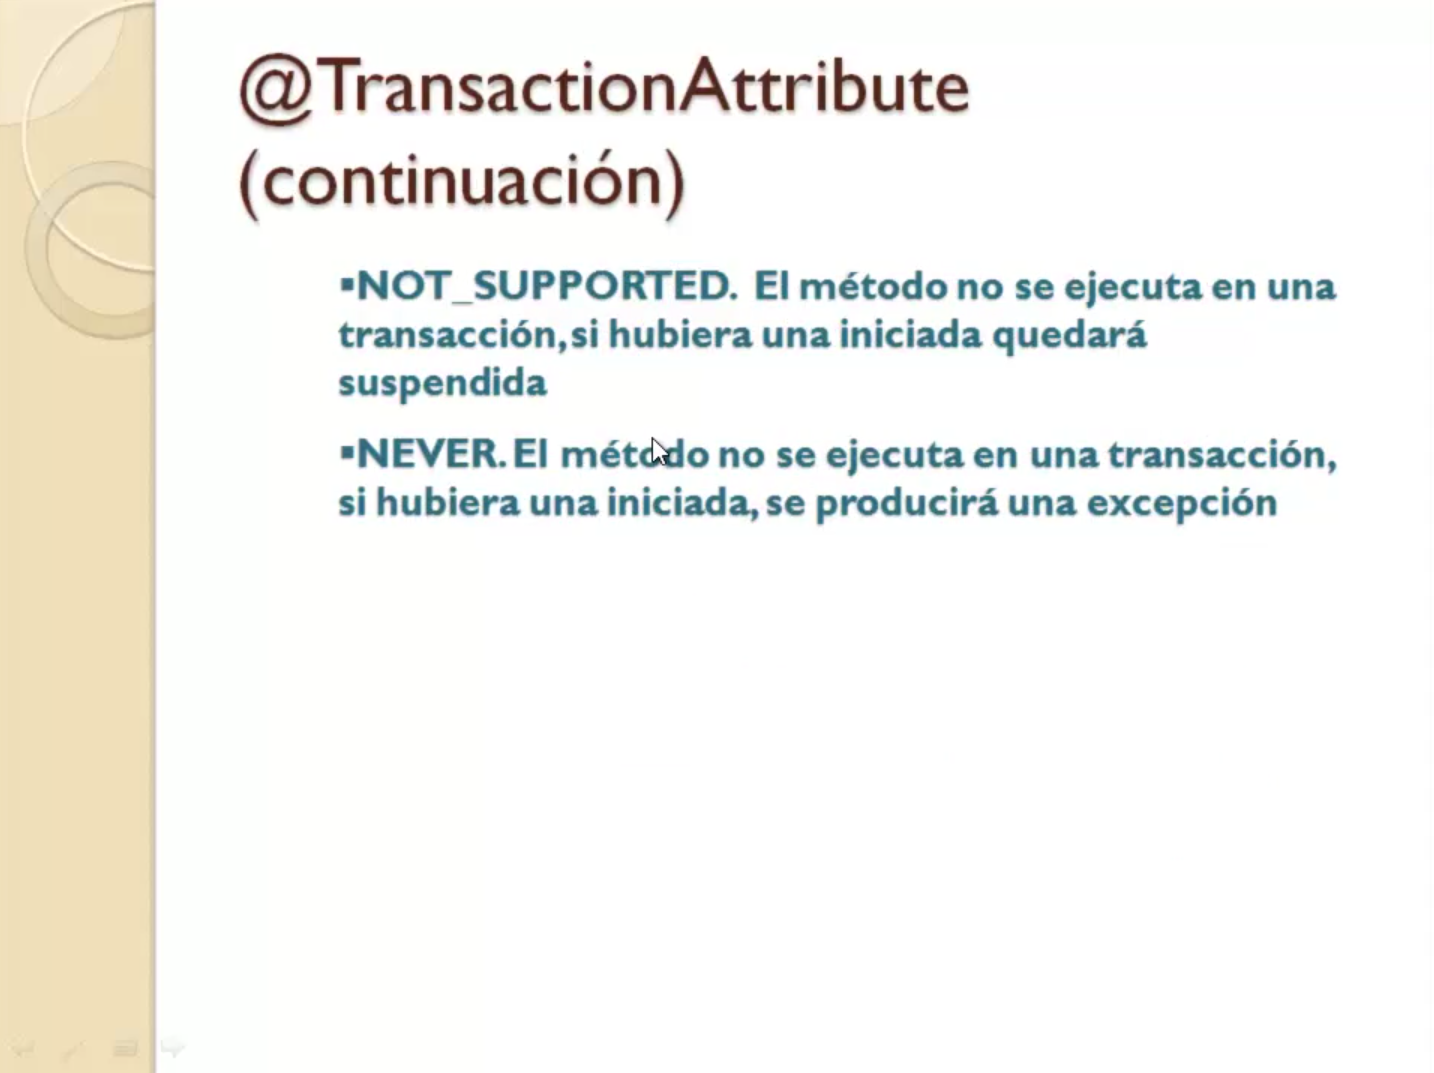 @TransactionAttribute
(continuación)
▪NOT_SUPPORTED. El método no se ejecuta en una
transacción, si hubiera una iniciada quedará
suspendida
▪NEVER. El método no se ejecuta en una transacción,
si hubiera una iniciada, se producirá una excepción